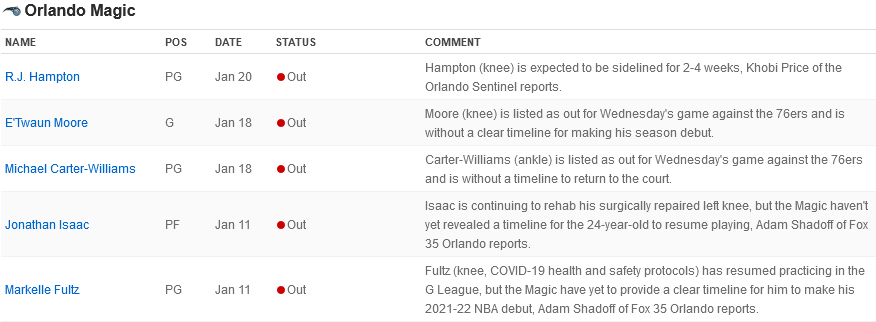 Orlando Magic
NAME POS DATE STATUS COMMENT
R.J. Hampton PG Jan 20 Out Hampton (knee) is expected to be sidelined for 2-4 weeks, Khobi Price of the
Orlando Sentinel reports.
E'Twaun Moore G Jan 18 Out Moore (knee) is listed as out for Wednesday's game against the 76ers and is
without a clear timeline for making his season debut.
Michael Carter-Williams PG Jan 18 Out Carter-Williams (ankle) is listed as out for Wednesday's game against the 76ers
and is without a timeline to return to the court.
Isaac is continuing to rehab his surgically repaired left knee, but the Magic haven't
Jonathan Isaac PF Jan 11 Out yet revealed a timeline for the 24-year-old to resume playing, Adam Shadoff of Fox
35 Orlando reports.
Fultz (knee, COVID-19 health and safety protocols) has resumed practicing in the
Markelle Fultz PG Jan 11 Out G League, but the Magic have yet to provide a clear timeline for him to make his
2021-22 NBA debut, Adam Shadoff of Fox 35 Orlando reports.